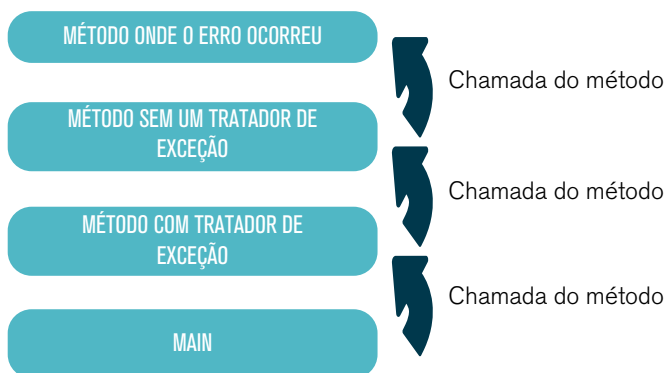 MÉTODO ONDE O ERRO OCORREU
Chamada do método
MÉTODO SEM UM TRATADOR DE
EXCEÇÃO
Chamada do método
MÉTODO COM TRATADOR DE
EXCEÇÃO
Chamada do método
MAIN